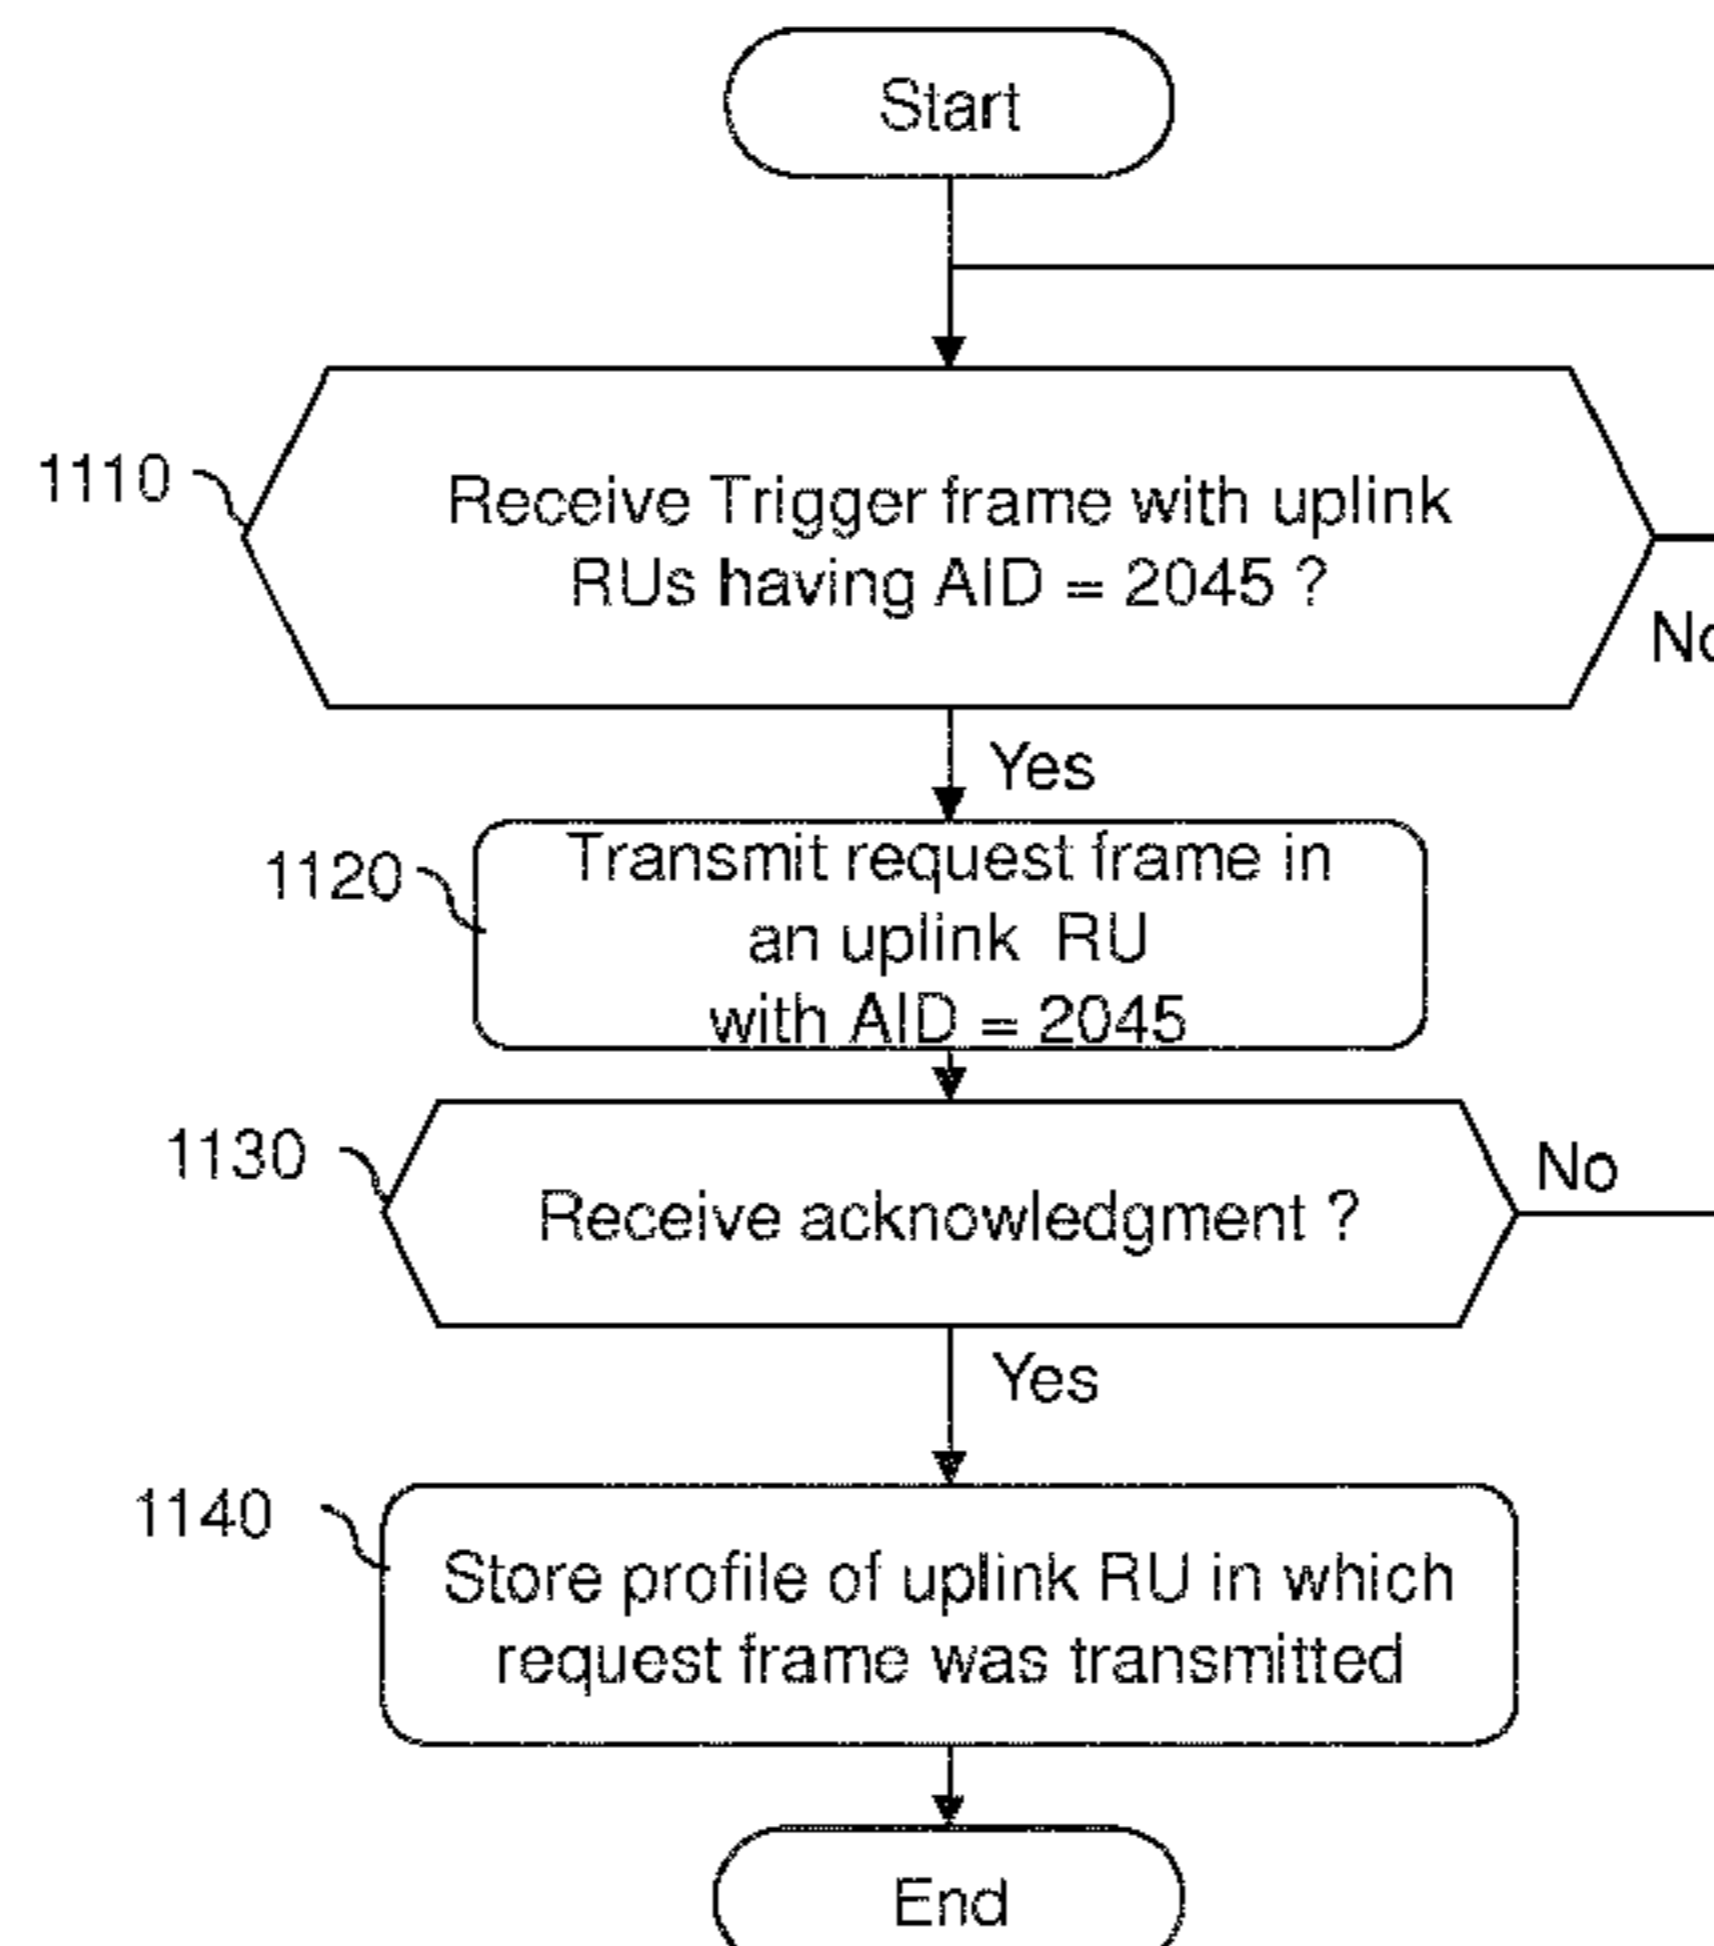 Start
1110
Receive Trigger frame with uplink
RUs having AID = 2045 ?
No
Yes
1120
Transmit request frame in
an uplink RU
with AID = 2045
1130
Receive acknowledgment ?
No
Yes
1140
Store profile of uplink RU in which
request frame was transmitted
End